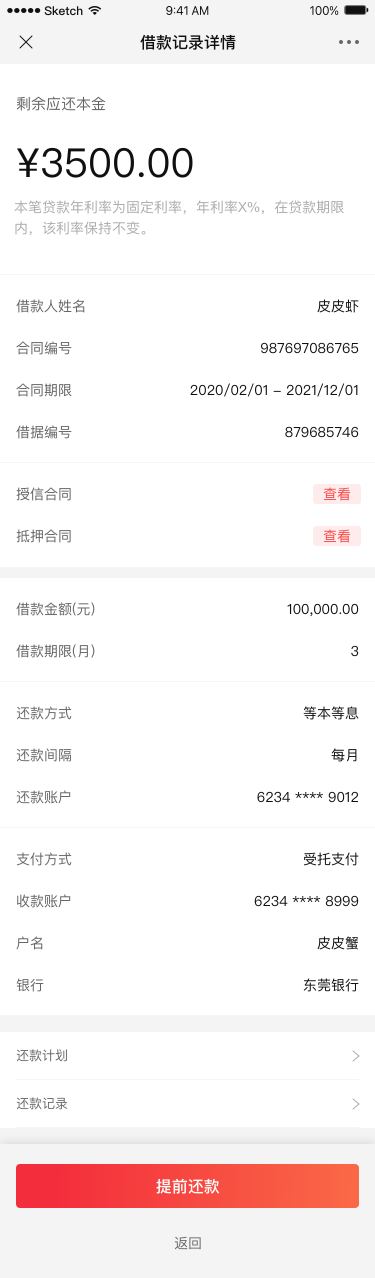 Sketch 9:41 AM 100%
借款记录详情
剩余应还本金
¥3500.00
本笔贷款年利率为固定利率，年利率X%，在贷款期限
内，该利率保持不变。
借款人姓名 皮皮虾
合同编号 987697086765
合同期限 2020/02/01 – 2021/12/01
借据编号 879685746
授信合同 查看
抵押合同 查看
借款金额(元) 100,000.00
借款期限(月) 3
还款方式 等本等息
还款间隔 每月
还款账户 6234 **** 9012
支付方式 受托支付
收款账户 6234 **** 8999
户名 皮皮蟹
银行 东莞银行
还款计划
还款记录
提前还款
返回